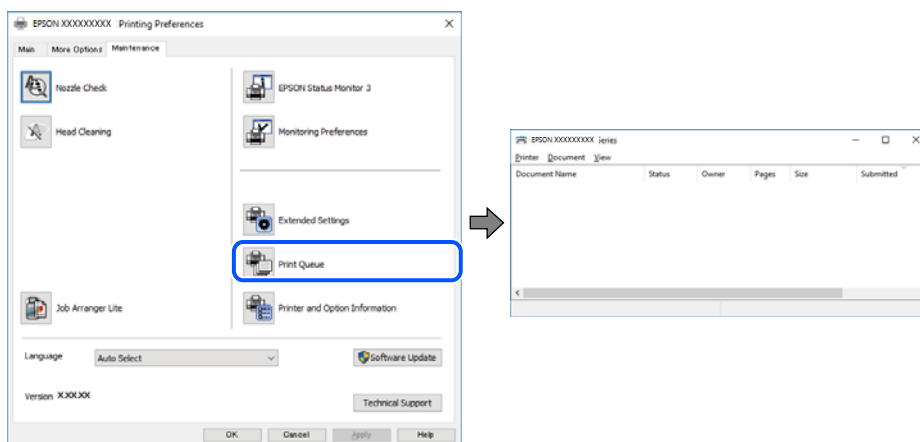 EPSON XXXXXXXXX Printing Preferences
Main More Options Maintenance
Nozzle Check
EPSON Status Monitor 3
Head Cleaning
Monitoring Preferences
Extended Settings
Print Queue
Job Arranger Lite
Printer and Option Information
Language Auto Select
Software Update
Version X.XX.XX
Technical Support
OK Cancel Apply Help
EPSON XXXXXXXXX ieries
Printer Document View
Document Name Status Owner Pages Size Submitted